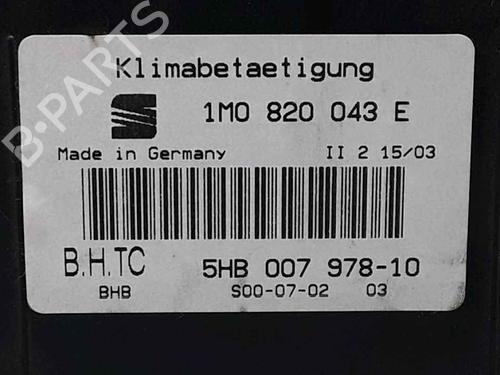 B-PARTS
Klimabetaetigung
1M0 820 043 E
Made in Germany II 2 15/03
B.H.TC 5HB 007 978-10
BHB S00-07-02 03